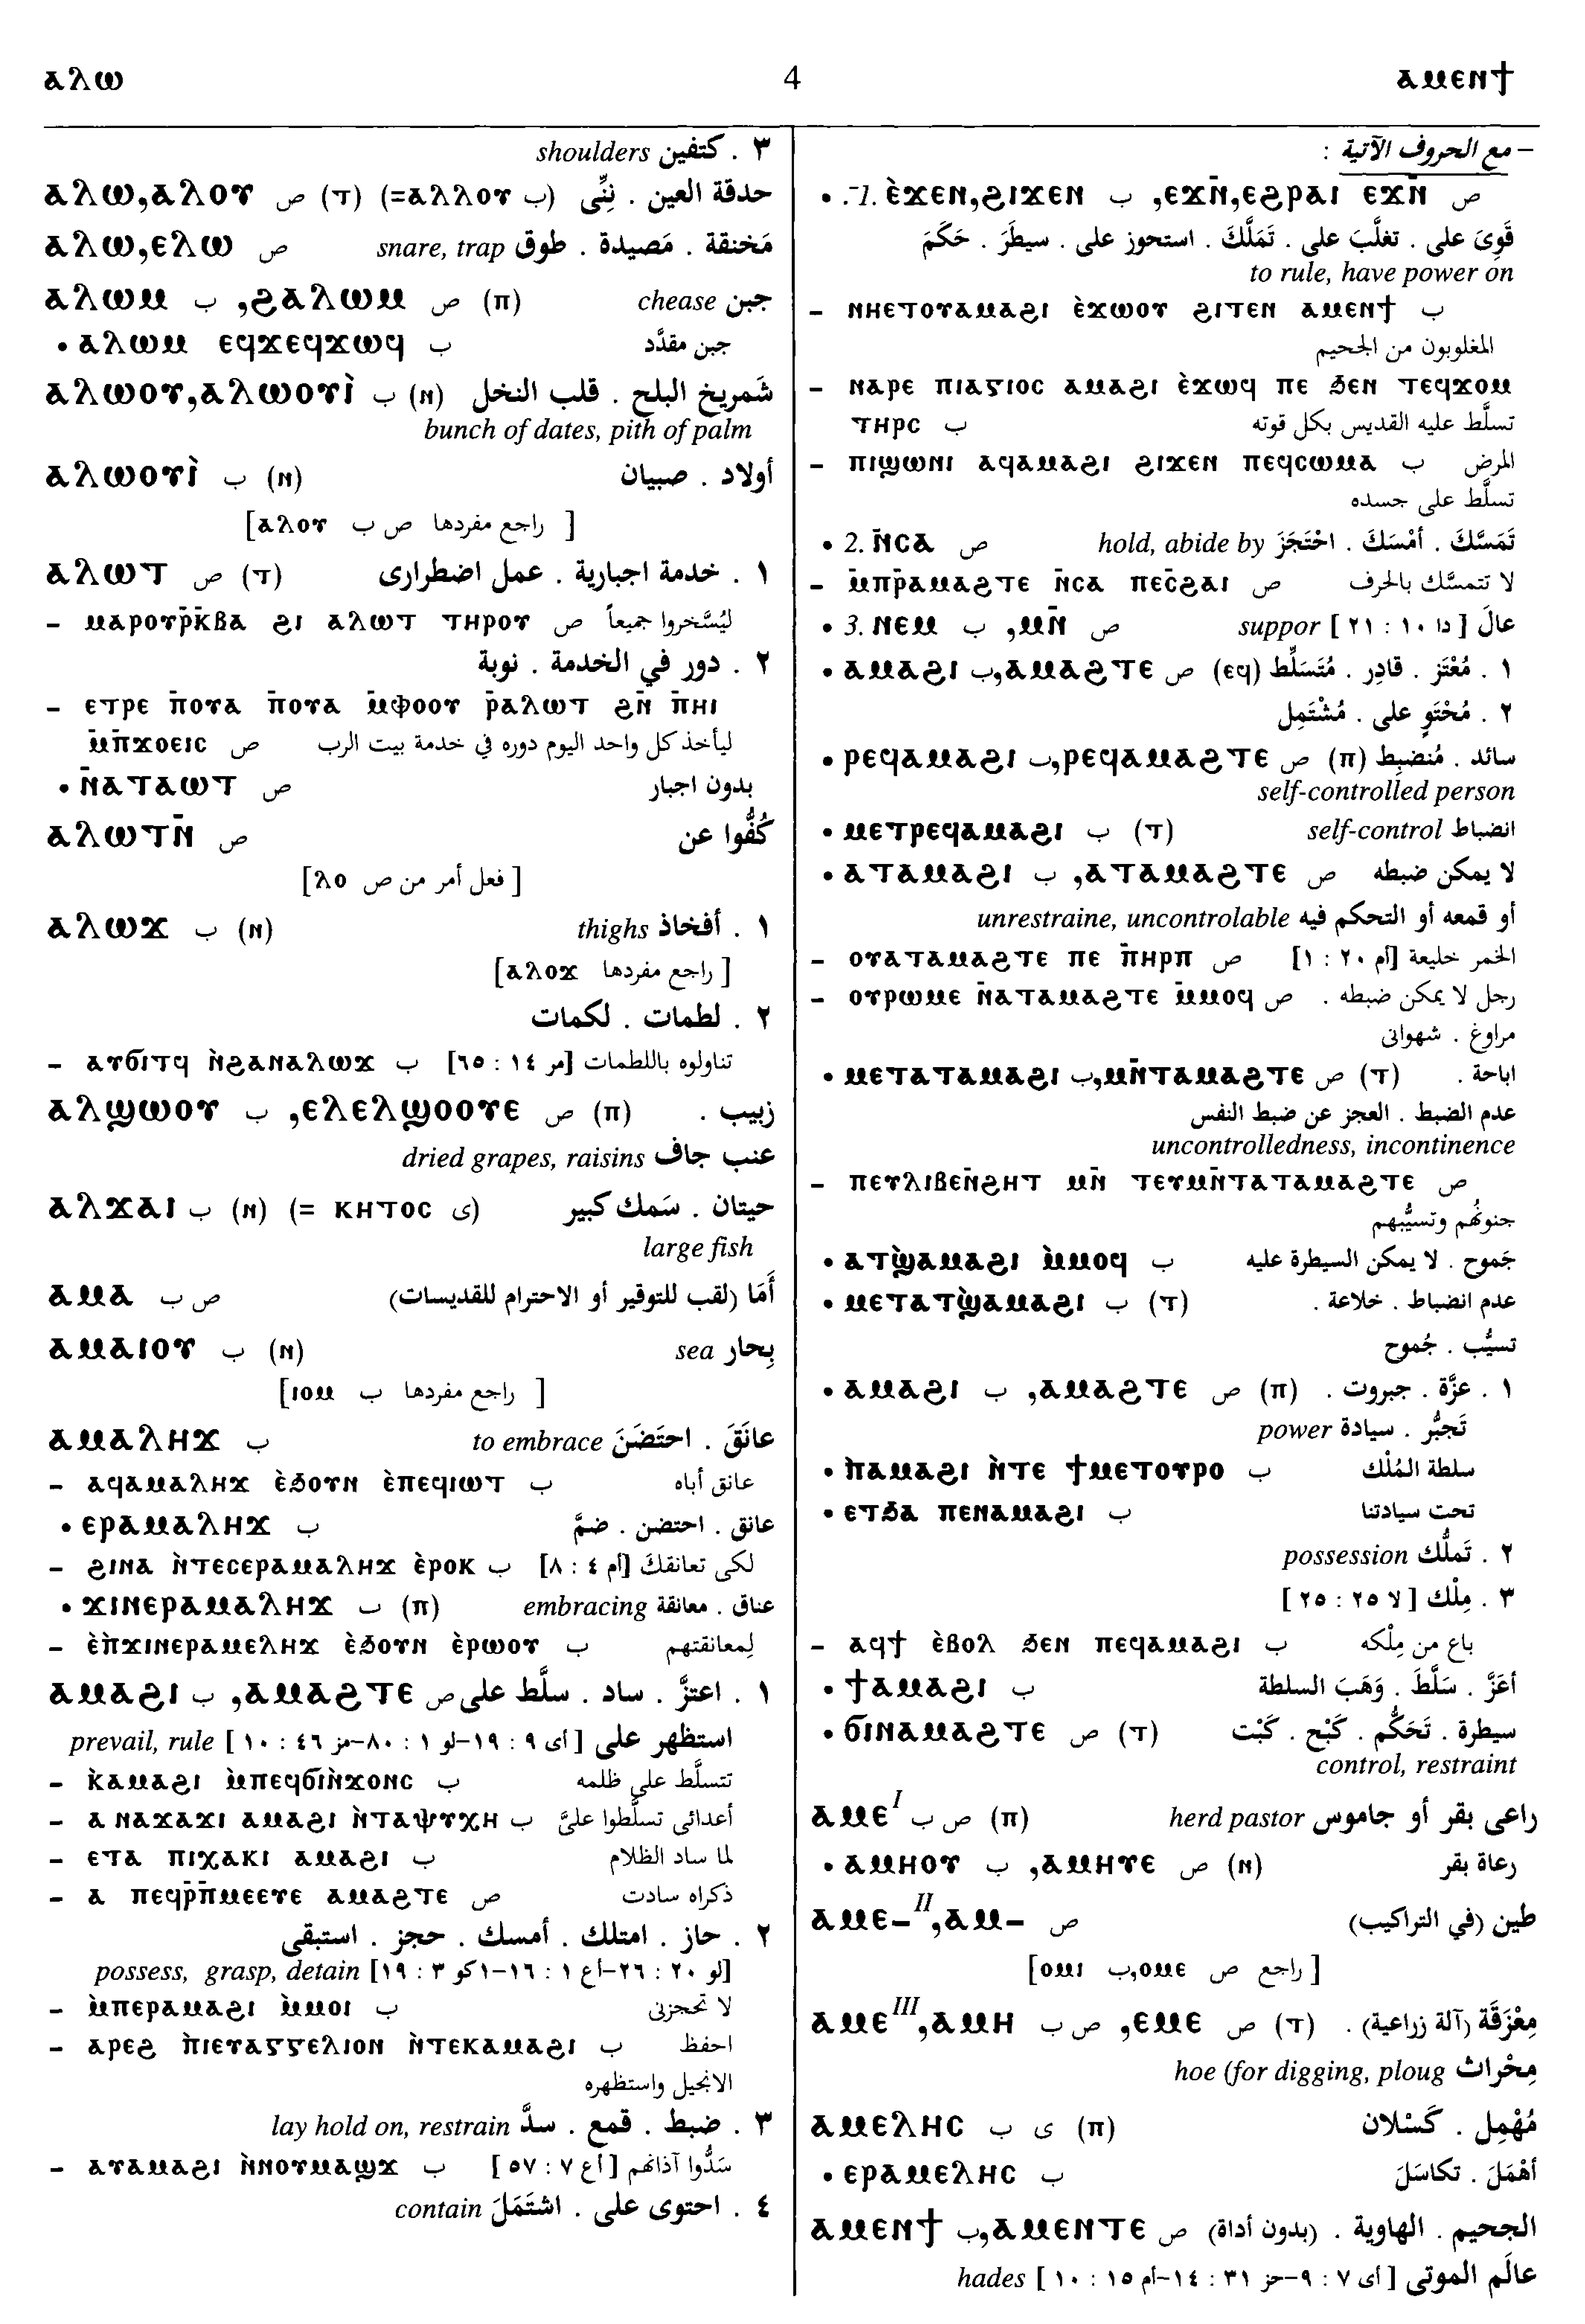 ⲁⲗⲱ 4 ⲁⲙⲉⲛϯ
٣ . كتفين shoulders
ⲁⲗⲱ,ⲁⲗⲟⲩ ص (ⲧ) (=ⲁⲗⲗⲟⲩ ب) حدقة العين . نِنِّى
ⲁⲗⲱ,ⲉⲗⲱ ص مَخنقة . مَصيدة . طوق snare, trap
ⲁⲗⲱⲙ ب ,ϩⲁⲗⲱⲙ ص (ⲡ) جبن chease
• ⲁⲗⲱⲙ ⲉϥϫⲉϥϫⲱϥ ب جبن مقدَّد
ⲁⲗⲱⲟⲩ,ⲁⲗⲱⲟⲩⲓ̀ ب (ⲛ) شَمريخ البلح . قلب النخل
bunch of dates, pith of palm
ⲁⲗⲱⲟⲩⲓ̀ ب (ⲛ) أولاد . صبيان
[ راجع مفردها ص ب ⲁⲗⲟⲩ]
ⲁⲗⲱⲧ ص (ⲧ) ١ . خدمة اجبارية . عمل اضطرارى
– ⲙⲁⲣⲟⲩⲣ̄ⲕ̄ⲃⲁ ϩⲓ ⲁⲗⲱⲧ ⲧⲏⲣⲟⲩ ص ليُسَّخروا جميعاً
٢ . دور في الخدمة . نوبة
– ⲉⲧⲣⲉ ⲡ̄ⲟⲩⲁ ⲡ̄ⲟⲩⲁ ⲙ̄ⲫⲟⲟⲩ ⲣ̄ⲁⲗⲱⲧ ϩⲛ̄ ⲡ̄ⲏⲓ
ⲙ̄ⲡ̄ϫⲟⲉⲓⲥ ص ليأخذ كل واحد اليوم دوره في خدمة بيت الرب
• ⲛ̄ⲁⲧⲁⲱⲧ ص بدون اجبار
ⲁⲗⲱⲧⲛ̄ ص كُفُّوا عن
[ فعل أمر من ص ⲗⲟ]
ⲁⲗⲱϫ ب (ⲛ) ١ . أفخاذ thighs
[ راجع مفردها ⲁⲗⲟϫ]
٢ . لطمات . لكمات
– ⲁⲩϭⲓⲧϥ ⲛ̀ϩⲁⲛⲁⲗⲱϫ ب تناولوه باللطمات [مر ١٤ : ٦٥]
ⲁⲗϣⲱⲟⲩ ب ,ⲉⲗⲉⲗϣⲟⲟⲩⲉ ص (ⲡ) زبيب .
عنب جاف dried grapes, raisins
ⲁⲗϫⲁⲓ ب (ⲛ) (= ⲕⲏⲧⲟⲥ ى) حيتان . سَمك كبير
large fish
ⲁⲙⲁ ص ب أَمَا (لقب للتوقير أو الاحترام للقديسات)
ⲁⲙⲁⲓⲟⲩ ب (ⲛ) بِحار sea
[ راجع مفردها ب ⲓⲟⲙ]
ⲁⲙⲁⲗⲏϫ ب عانَقَ . احتَضَنَ to embrace
– ⲁϥⲁⲙⲁⲗⲏϫ ⲉ̀ϧⲟⲩⲛ ⲉ̀ⲡⲉϥⲓⲱⲧ ب عانق أباه
• ⲉⲣⲁⲙⲁⲗⲏϫ ب عانق . احتضن . ضمَّ
– ϩⲓⲛⲁ ⲛ̀ⲧⲉⲥⲉⲣⲁⲙⲁⲗⲏϫ ⲉ̀ⲣⲟⲕ ب لكى تعانقك [أم ٤ : ٨]
• ϫⲓⲛⲉⲣⲁⲙⲁⲗⲏϫ ب (ⲡ) عناق . معانقة embracing
– ⲉ̀ⲡ̀ϫⲓⲛⲉⲣⲁⲙⲉⲗⲏϫ ⲉ̀ϧⲟⲩⲛ ⲉ̀ⲣⲱⲟⲩ ب لِمعانقتهم
ⲁⲙⲁϩⲓ ب ,ⲁⲙⲁϩⲧⲉ ص ١ . اعتزَّ . ساد . سلَّط على
استظهر على [ أى ٩ : ١٩–لو ١ : ٨٠–مز ٤٦ : ١٠ ] prevail, rule
– ⲕ̀ⲁⲙⲁϩⲓ ⲙ̀ⲡⲉϥϭⲓⲛ̀ϫⲟⲛⲥ ب تتسلَّط على ظلمه
– ⲁ ⲛⲁϫⲁϫⲓ ⲁⲙⲁϩⲓ ⲛ̀ⲧⲁⲯⲩⲭⲏ ب أعدائى تسلَّطوا علىَّ
– ⲉⲧⲁ ⲡⲓⲭⲁⲕⲓ ⲁⲙⲁϩⲓ ب لما ساد الظلام
– ⲁ ⲡⲉϥⲣ̄ⲡ̄ⲙⲉⲉⲩⲉ ⲁⲙⲁϩⲧⲉ ص ذكراه سادت
٢ . حاز . امتلك . أمسك . حجز . استبقى
[لو ٢٠ : ٢٦–أع ١ : ١٦–١كو ٣ : ١٩] possess, grasp, detain
– ⲙ̀ⲡⲉⲣⲁⲙⲁϩⲓ ⲙ̀ⲙⲟⲓ ب لا تحجزنى
– ⲁⲣⲉϩ ⲡ̀ⲓⲉⲩⲁⲅⲅⲉⲗⲓⲟⲛ ⲛ̀ⲧⲉⲕⲁⲙⲁϩⲓ ب احفظ
الانجيل واستظهره
٣ . ضبط . قمع . سدَّ lay hold on, restrain
– ⲁⲩⲁⲙⲁϩⲓ ⲛ̀ⲛⲟⲩⲙⲁϣϫ ب سَدُّوا آذانهم [ أع ٧ : ٥٧ ]
٤ . احتوى على . اشتَمَلَ contain
– مع الحروف الآتية :
• –1. ⲉ̀ϫⲉⲛ,ϩⲓϫⲉⲛ ب ,ⲉϫⲛ̄,ⲉϩⲣⲁⲓ ⲉϫⲛ̄ ص
قَوِىَ على . تغلَّبَ على . تَمَلَّكَ . استحوز على . سيطَرَ . حَكَمَ
to rule, have power on
– ⲛⲏⲉⲧⲟⲩⲁⲙⲁϩⲓ ⲉ̀ϫⲱⲟⲩ ϩⲓⲧⲉⲛ ⲁⲙⲉⲛϯ ب
المغلوبون من الجحيم
– ⲛⲁⲣⲉ ⲡⲓⲁⲅⲓⲟⲥ ⲁⲙⲁϩⲓ ⲉ̀ϫⲱϥ ⲡⲉ ϧⲉⲛ ⲧⲉϥϫⲟⲙ
ⲧⲏⲣⲥ ب تسلَّط عليه القديس بكل قوته
– ⲡⲓϣⲱⲛⲓ ⲁϥⲁⲙⲁϩⲓ ϩⲓϫⲉⲛ ⲡⲉϥⲥⲱⲙⲁ ب المرض
تسلَّط على جسده
• 2. ⲛ̄ⲥⲁ ص تَمَسَّكَ . أمْسَكَ . احْتَجَزَ hold, abide by
– ⲙ̄ⲡⲣ̄ⲁⲙⲁϩⲧⲉ ⲛ̄ⲥⲁ ⲡⲉⲥ̄ϩⲁⲓ ص لا تتمسَّك بالحرف
• 3. ⲛⲉⲙ ب ,ⲙⲛ̄ ص عالَ [ دا ١٠ : ٢١ ] suppor
• ⲁⲙⲁϩⲓ ب,ⲁⲙⲁϩⲧⲉ ص (ⲉϥ) ١ . مُعْتَز . قادِر . مُتَسَلِّط
٢ . مُحْتَوٍ على . مُشْتَمِل
• ⲣⲉϥⲁⲙⲁϩⲓ ب,ⲣⲉϥⲁⲙⲁϩⲧⲉ ص (ⲡ) سائد . مُنضبِط
self-controlled person
• ⲙⲉⲧⲣⲉϥⲁⲙⲁϩⲓ ب (ⲧ) انضباط self-control
• ⲁⲧⲁⲙⲁϩⲓ ب ,ⲁⲧⲁⲙⲁϩⲧⲉ ص لا يمكن ضبطه
أو قمعه أو التحكم فيه unrestraine, uncontrolable
– ⲟⲩⲁⲧⲁⲙⲁϩⲧⲉ ⲡⲉ ⲡ̄ⲏⲣⲡ ص الخمر خليعة [أم ٢٠ : ١]
– ⲟⲩⲣⲱⲙⲉ ⲛ̄ⲁⲧⲁⲙⲁϩⲧⲉ ⲙ̄ⲙⲟϥ ص رجل لا يمكن ضبطه .
مراوغ . شهوانى
• ⲙⲉⲧⲁⲧⲁⲙⲁϩⲓ ب,ⲙⲛ̄ⲧⲁⲙⲁϩⲧⲉ ص (ⲧ) اباحة .
عدم الضبط . العجز عن ضبط النفس
uncontrolledness, incontinence
– ⲡⲉⲩⲗⲓⲃⲉⲛ̄ϩⲏⲧ ⲙⲛ̄ ⲧⲉⲩⲙⲛ̄ⲧⲁⲧⲁⲙⲁϩⲧⲉ ص
جنونُهُم وتسيُّبهم
• ⲁⲧϣ̀ⲁⲙⲁϩⲓ ⲙ̀ⲙⲟϥ ب جَموح . لا يمكن السيطرة عليه
• ⲙⲉⲧⲁⲧϣ̀ⲁⲙⲁϩⲓ ب (ⲧ) عدم انضباط . خلاعة .
تسيُّب . جُموح
• ⲁⲙⲁϩⲓ ب ,ⲁⲙⲁϩⲧⲉ ص (ⲡ) ١ . عزَّة . جبروت .
تَجبُّر . سيادة power
• ⲡ̀ⲁⲙⲁϩⲓ ⲛ̀ⲧⲉ ϯⲙⲉⲧⲟⲩⲣⲟ ب سلطة المُلْك
• ⲉⲧϧⲁ ⲡⲉⲛⲁⲙⲁϩⲓ ب تحت سيادتنا
٢ . تَملُّك possession
٣ . مِلْك [ لا ٢٥ : ٢٥ ]
– ⲁϥϯ ⲉ̀ⲃⲟⲗ ϧⲉⲛ ⲡⲉϥⲁⲙⲁϩⲓ ب باع من مِلْكه
• ϯⲁⲙⲁϩⲓ ب أعَزَّ . سَلَّطَ . وَهَبَ السلطة
• ϭⲓⲛⲁⲙⲁϩⲧⲉ ص (ⲧ) سيطرة . تَحَكُّم . كَبْح . كَبْت
control, restraint
ⲁⲙⲉ I ص ب (ⲡ) راعى بقر أو جاموس herd pastor
• ⲁⲙⲏⲟⲩ ب ,ⲁⲙⲏⲩⲉ ص (ⲛ) رعاة بقر
ⲁⲙⲉ– II,ⲁⲙ– ص طين (في التراكيب)
[ راجع ص ⲟⲙⲉ,ب ⲟⲙⲓ]
ⲁⲙⲉ III,ⲁⲙⲏ ص ب ,ⲉⲙⲉ ص (ⲧ) مِعْزَقَة (آلة زراعية) .
مِحْراث hoe (for digging, ploug
ⲁⲙⲉⲗⲏⲥ ب ى (ⲡ) مُهْمِل . كَسْلان
• ⲉⲣⲁⲙⲉⲗⲏⲥ ب أهْمَلَ . تكاسَلَ
ⲁⲙⲉⲛϯ ب,ⲁⲙⲉⲛⲧⲉ ص (بدون أداة) الجحيم . الهاوية .
عالَم الموتى [ أى ٧ : ٩–حز ٣١ : ١٤–أم ١٥ : ١٠ ] hades